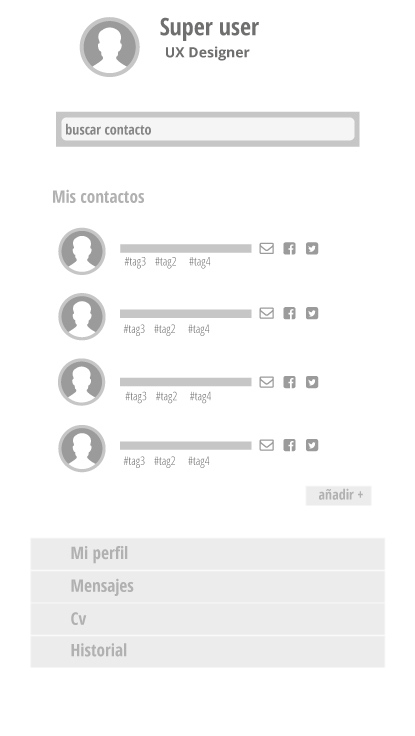 Super user
UX Designer
buscar contacto
Mis contactos
#tag3 #tag2 #tag4
#tag3 #tag2 #tag4
#tag3 #tag2 #tag4
#tag3 #tag2 #tag4
añadir +
Mi perfil
Mensajes
Cv
Historial